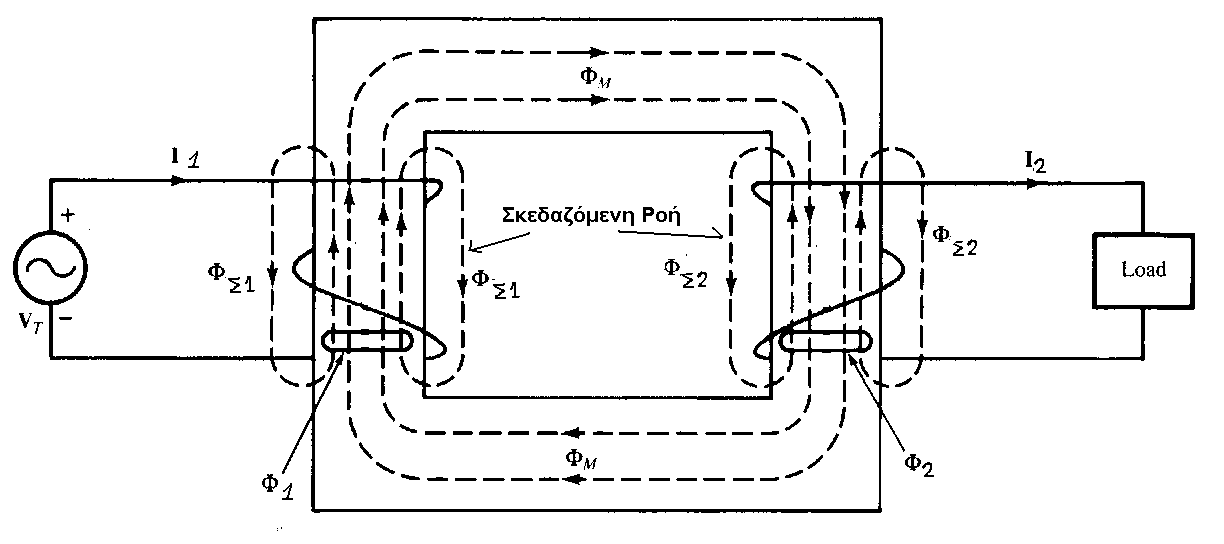 Φ_M
I_1
I_2
+
Σκεδαζόμενη Ροή
Φ_Σ1
Φ_Σ1
Φ_Σ2
Φ_Σ2
Load
V_T
−
Φ_M
Φ_1
Φ_2